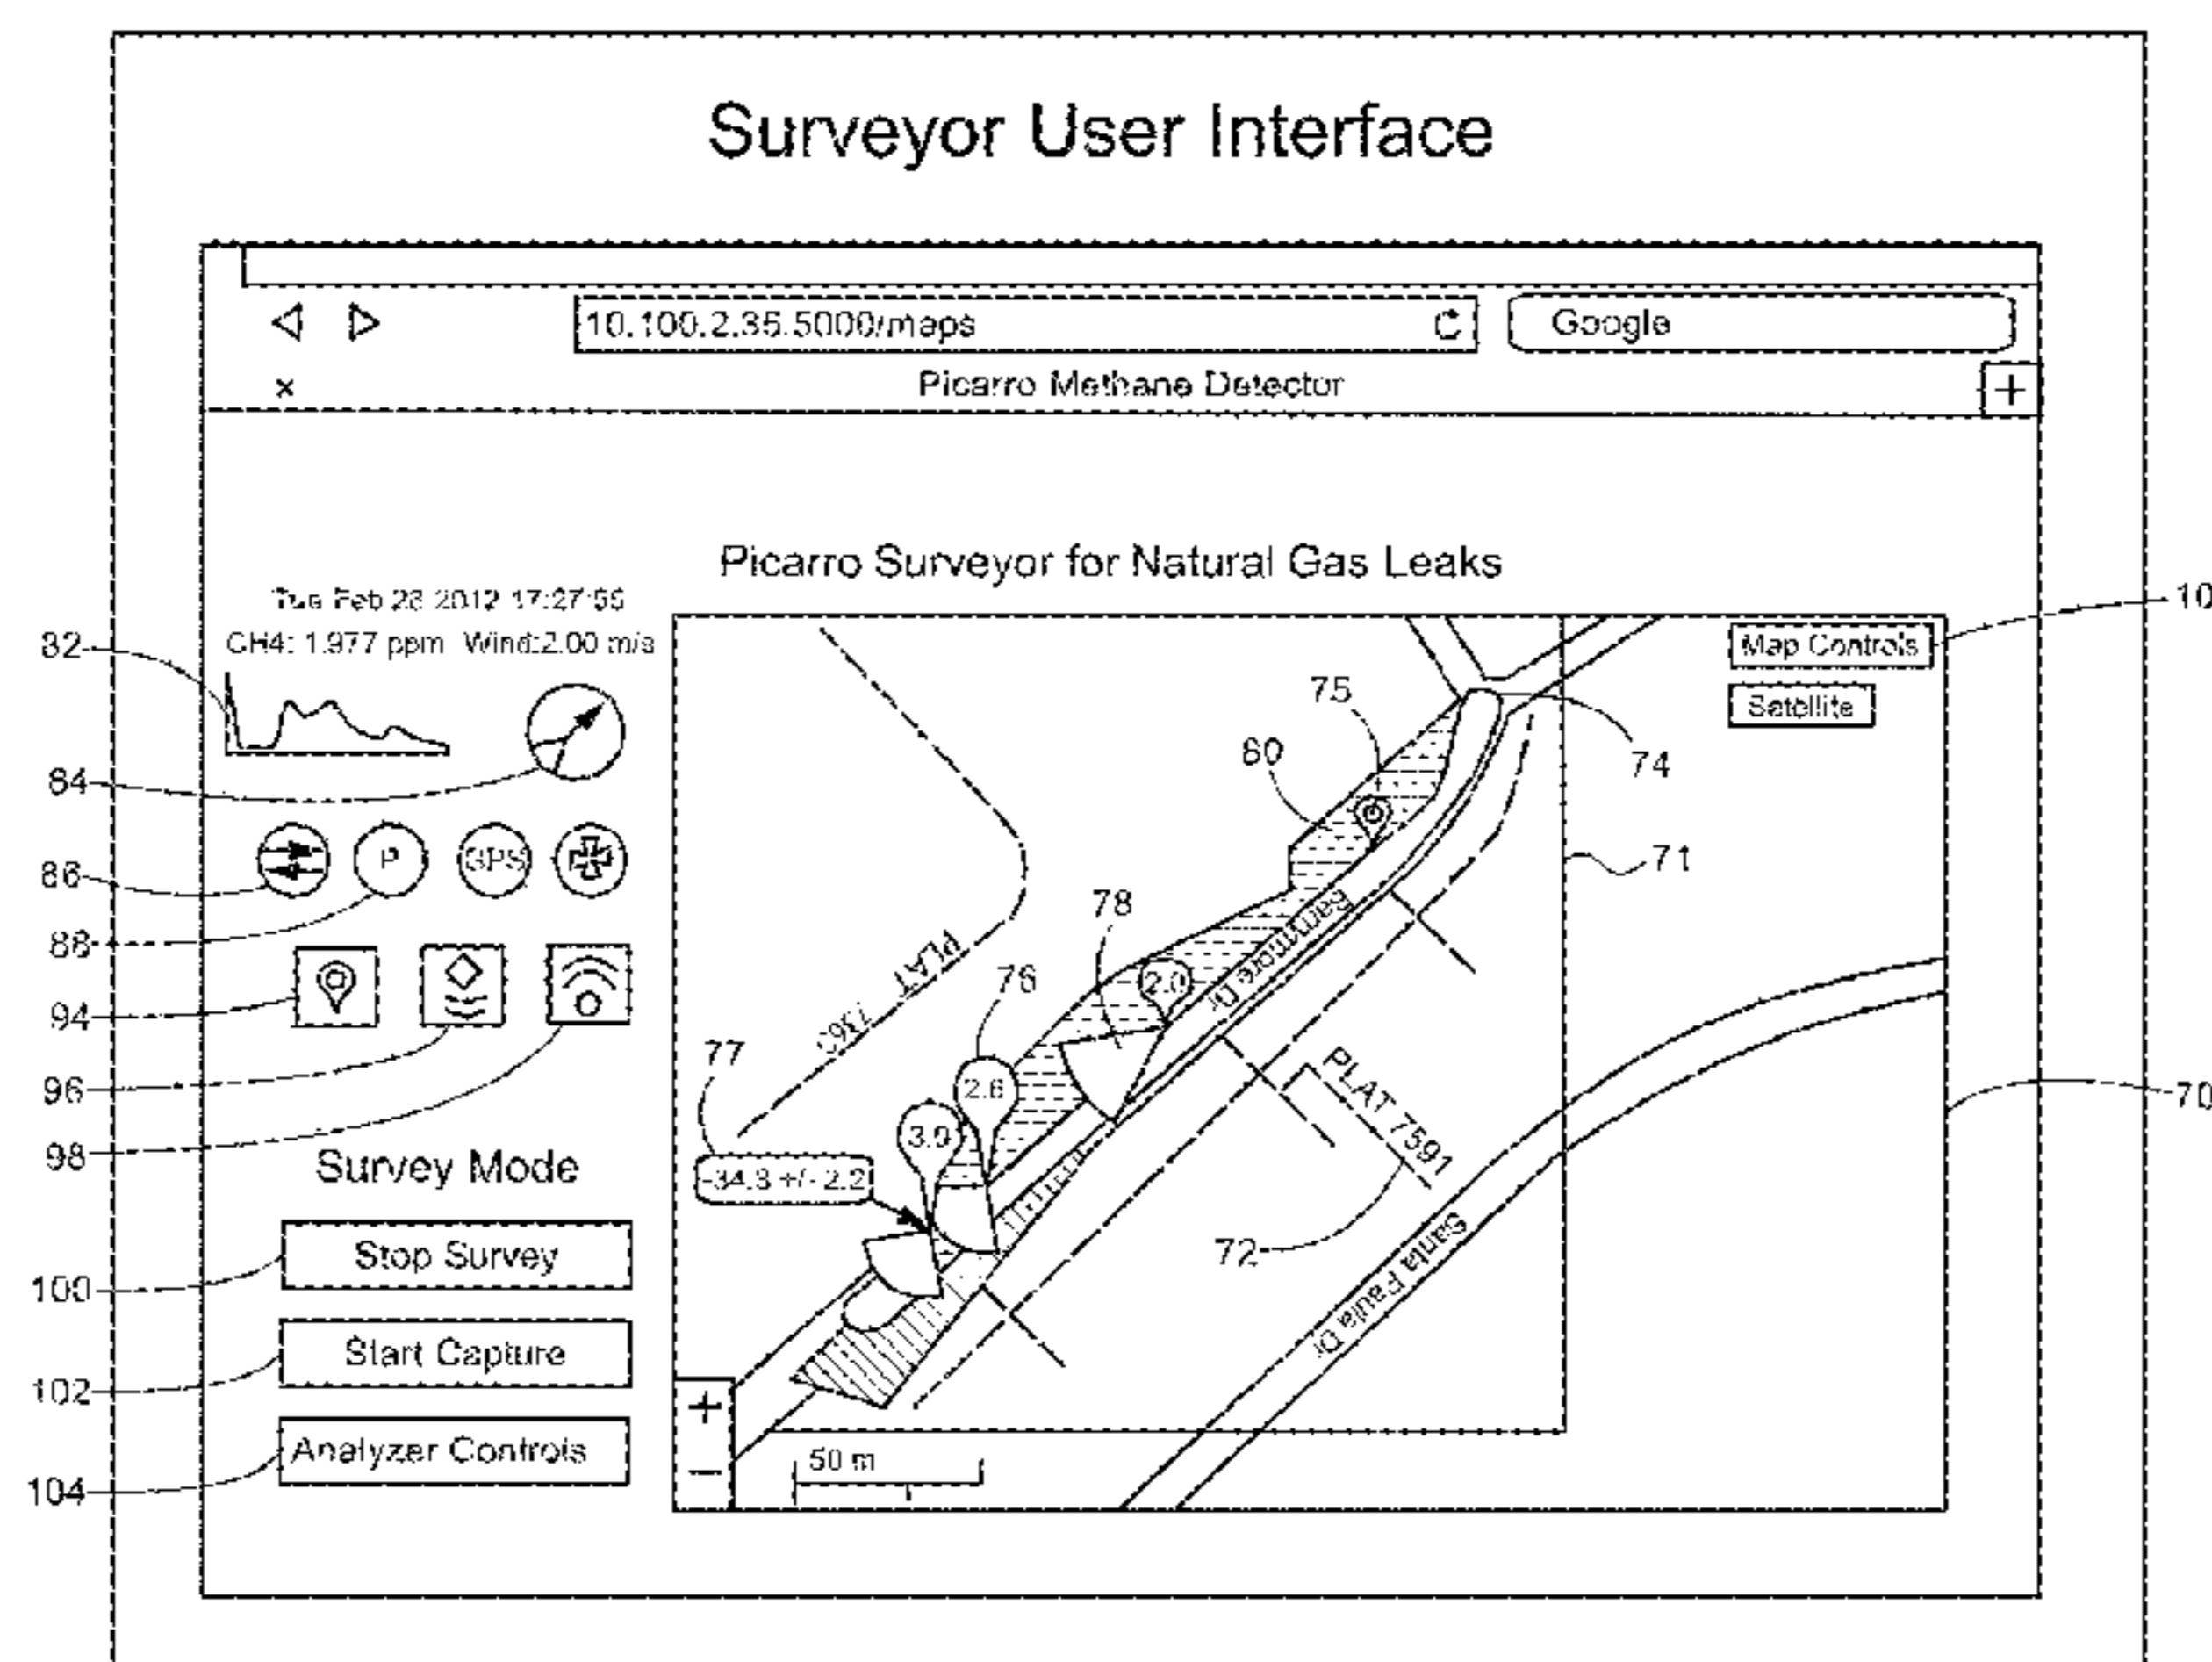 Surveyor User Interface
10.100.2.35:5000/maps
Google
×
Picarro Methane Detector
+
Picarro Surveyor for Natural Gas Leaks
Tue Feb 28 2012 17:27:55
CH4: 1.977 ppm Wind:2.00 m/s
82
84
P
GPS
86
88
94
96
98
Survey Mode
Stop Survey
100
Start Capture
102
Analyzer Controls
104
Map Controls
10
Satellite
75
80
74
71
78
76
77
PLAT
2.0
2.6
3.0
-34.3 +/- 2.2
Barrymore Dr
PLAT 7591
72
70
Santa Paula Dr
+
−
50 m